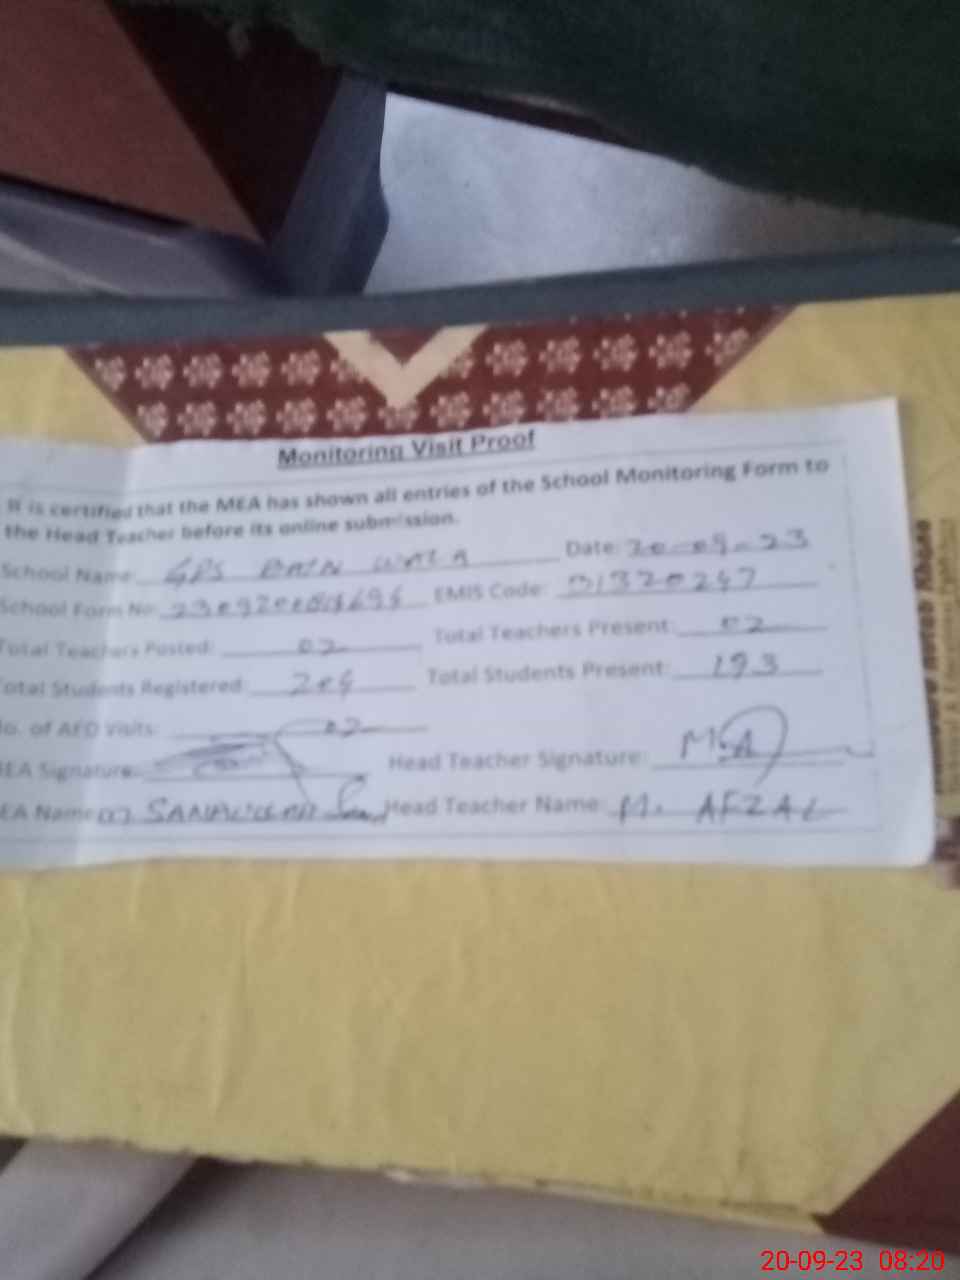 Monitoring Visit Proof
It is certified that the MEA has shown all entries of the School Monitoring Form to
the Head Teacher before its online submission.
School Name: GPS Date: 20-09-23
School Form No: EMIS Code: 31320247
Total Teachers Posted: 02 Total Teachers Present: 02
Total Students Registered: 204 Total Students Present: 193
No. of AEO Visits: 02
MEA Signature: Head Teacher Signature: M.A
EA Name: M Head Teacher Name: M. AFZAL
20-09-23 08:20